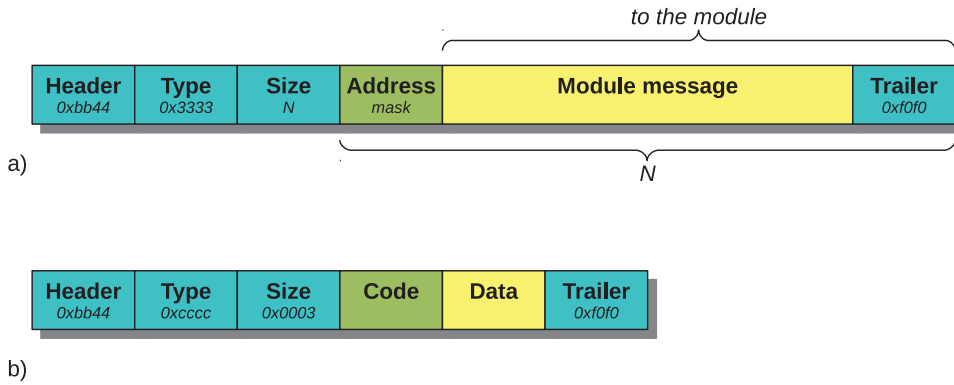 to the module
Header Type Size Address Module message Trailer
0xbb44 0x3333 N mask 0xf0f0
a)
N
Header Type Size Code Data Trailer
0xbb44 0xcccc 0x0003 0xf0f0
b)